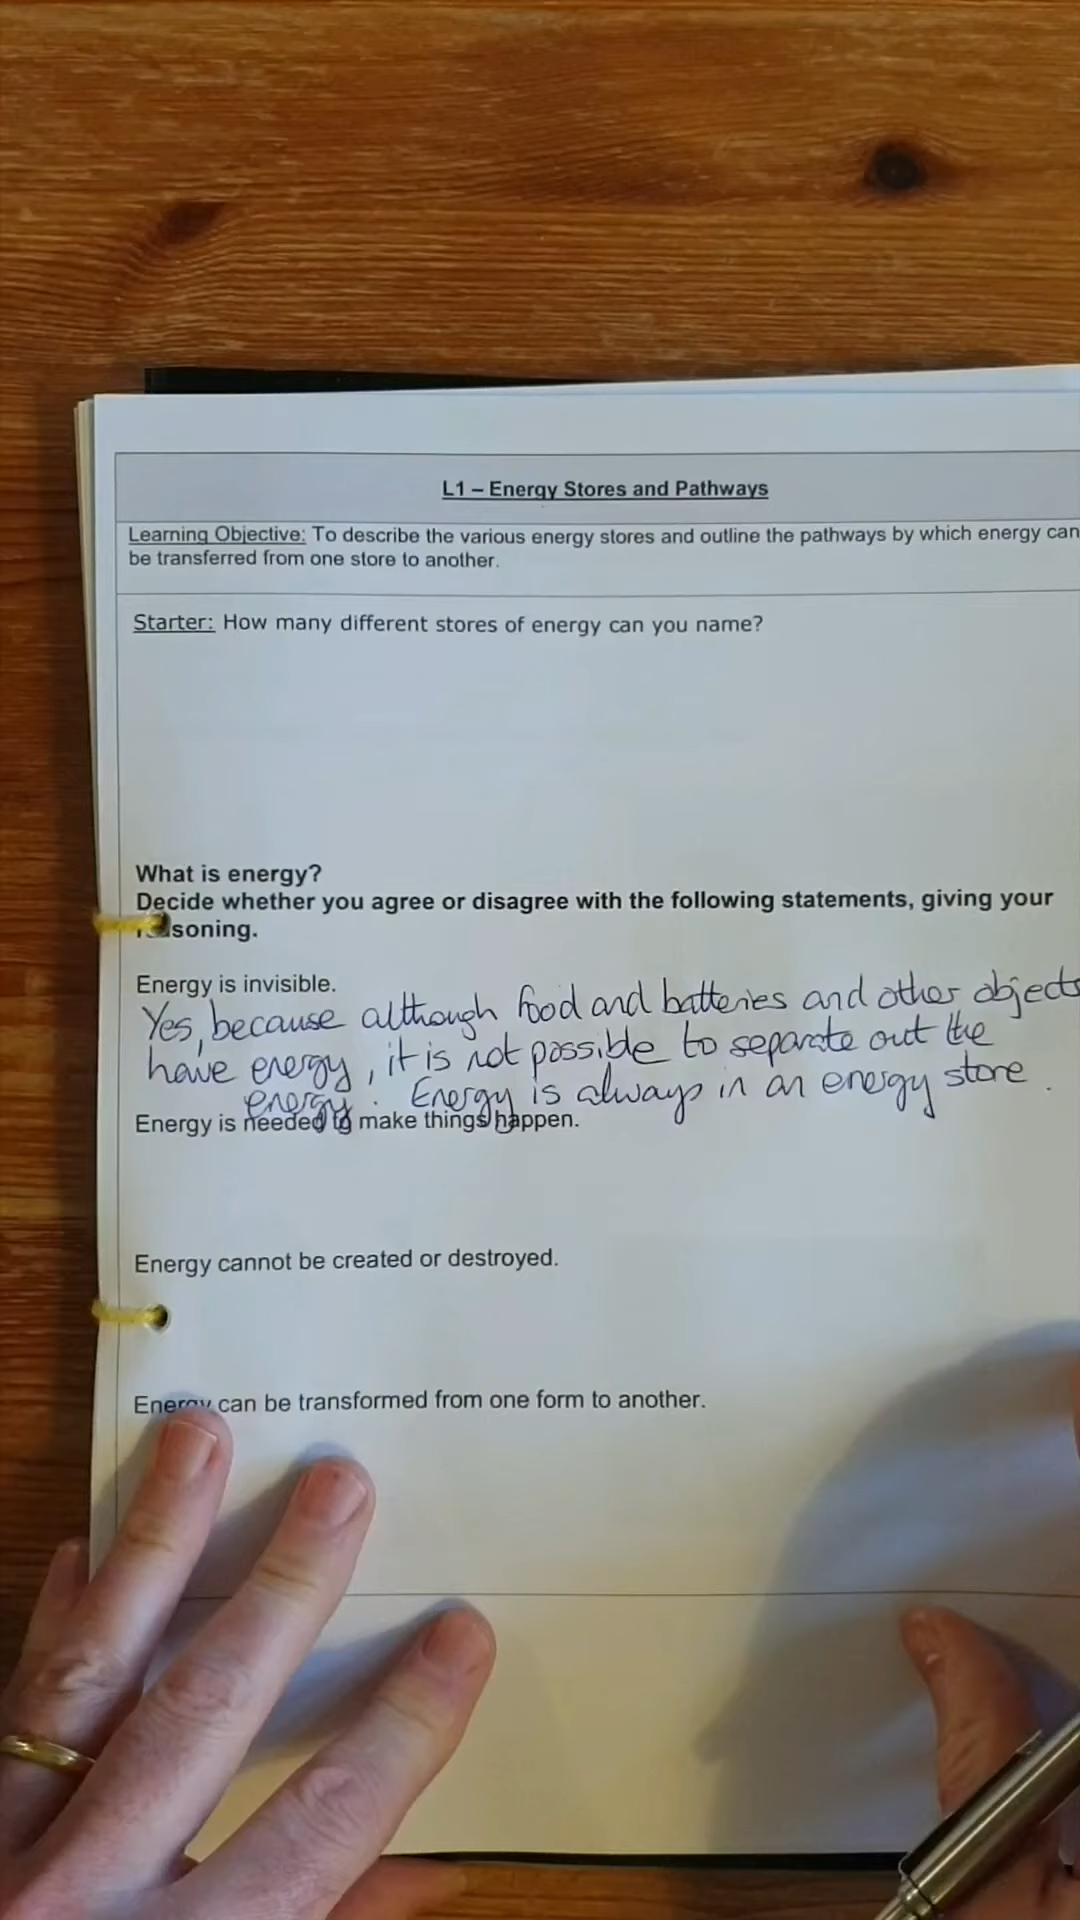 L1 – Energy Stores and Pathways
Learning Objective: To describe the various energy stores and outline the pathways by which energy can
be transferred from one store to another.
Starter: How many different stores of energy can you name?
What is energy?
Decide whether you agree or disagree with the following statements, giving your
reasoning.
Energy is invisible.
Yes, because although food and batteries and other objects
have energy, it is not possible to separate out the
energy. Energy is always in an energy store.
Energy is needed to make things happen.
Energy cannot be created or destroyed.
Energy can be transformed from one form to another.